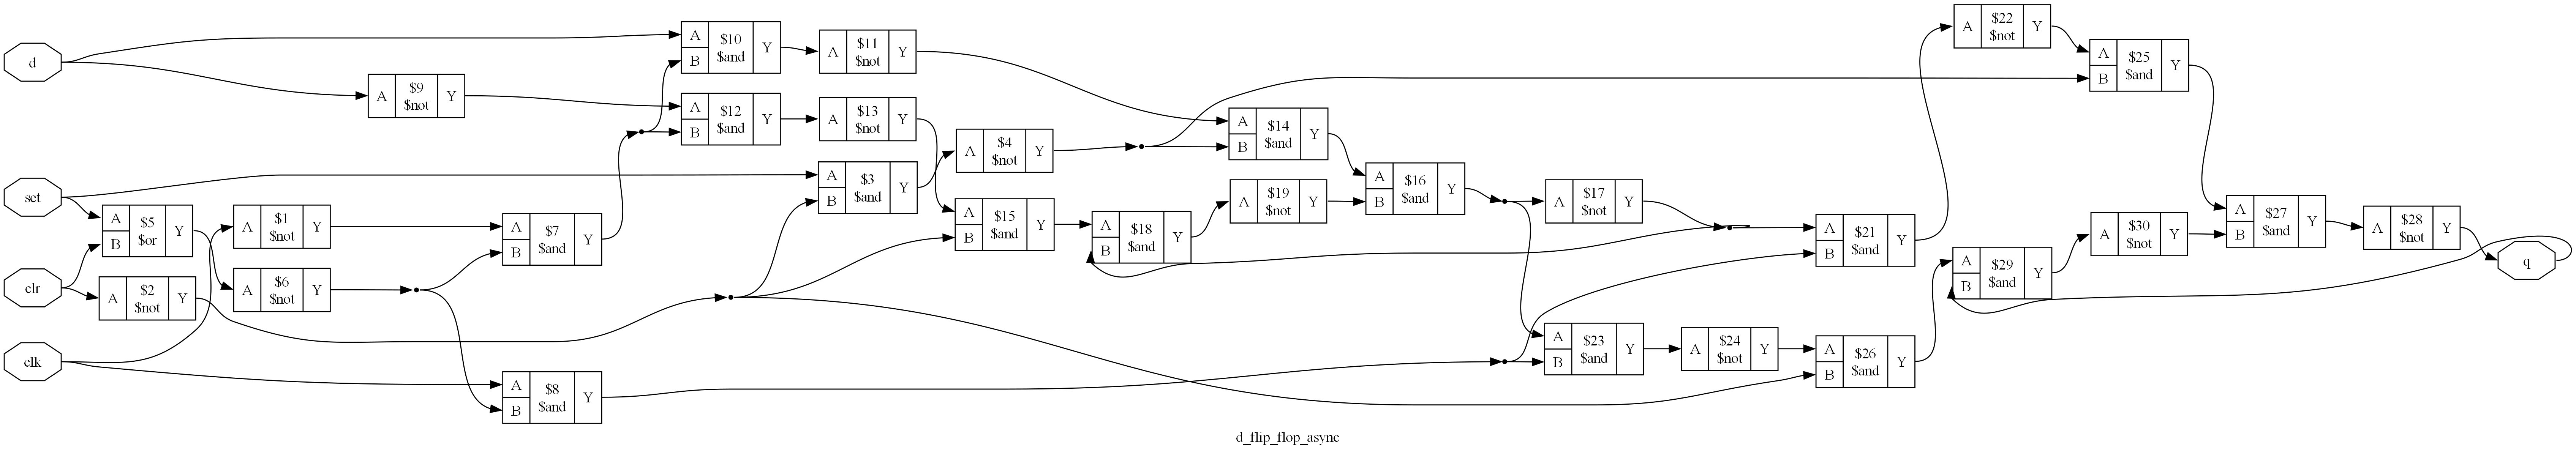 d
set
clr
clk
A
B
$5
$or
Y
A
$2
$not
Y
A
$1
$not
Y
A
$6
$not
Y
A
$9
$not
Y
A
B
$7
$and
Y
A
B
$8
$and
Y
A
B
$10
$and
Y
A
B
$12
$and
Y
A
$11
$not
Y
A
$13
$not
Y
A
B
$3
$and
Y
A
$4
$not
Y
A
B
$15
$and
Y
A
B
$18
$and
Y
A
B
$14
$and
Y
A
$19
$not
Y
A
B
$16
$and
Y
A
$17
$not
Y
A
B
$23
$and
Y
A
$24
$not
Y
A
B
$21
$and
Y
A
B
$26
$and
Y
A
$22
$not
Y
A
B
$29
$and
Y
A
B
$25
$and
Y
A
$30
$not
Y
A
B
$27
$and
Y
A
$28
$not
Y
q
d_flip_flop_async